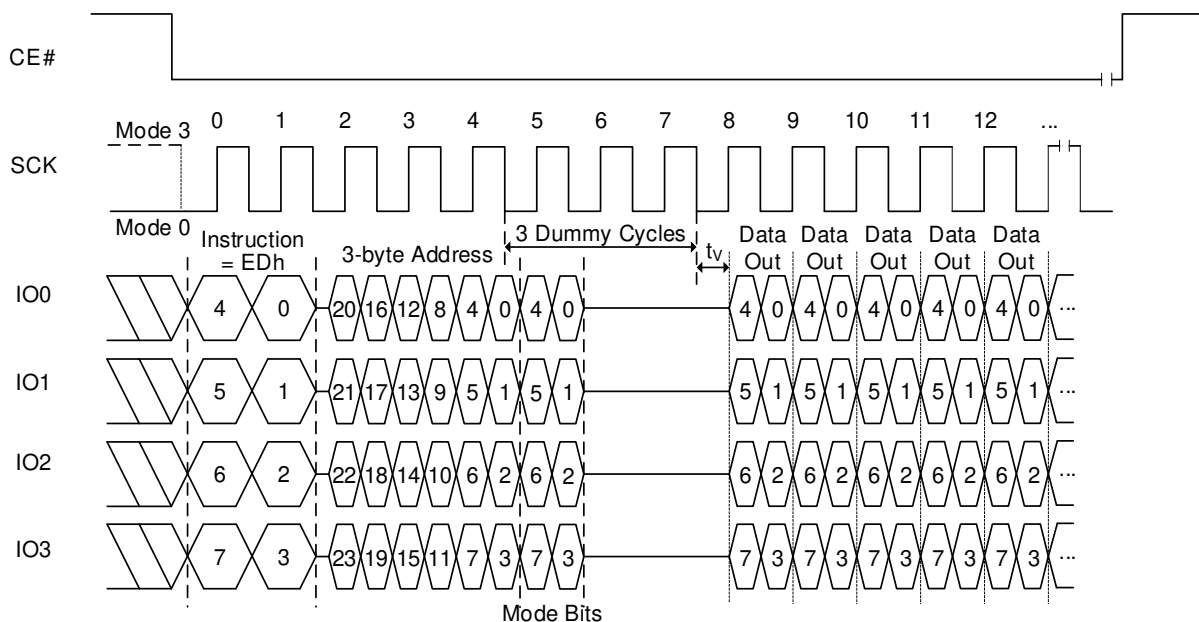 CE#
Mode 3 0 1 2 3 4 5 6 7 8 9 10 11 12 ...
SCK
Mode 0
Instruction
= EDh
3-byte Address
3 Dummy Cycles
tV
Data Data Data Data Data
Out Out Out Out Out
IO0 4 0 20 16 12 8 4 0 4 0 4 0 4 0 4 0 4 0 4 0 ...
IO1 5 1 21 17 13 9 5 1 5 1 5 1 5 1 5 1 5 1 5 1 ...
IO2 6 2 22 18 14 10 6 2 6 2 6 2 6 2 6 2 6 2 6 2 ...
IO3 7 3 23 19 15 11 7 3 7 3 7 3 7 3 7 3 7 3 7 3 ...
Mode Bits